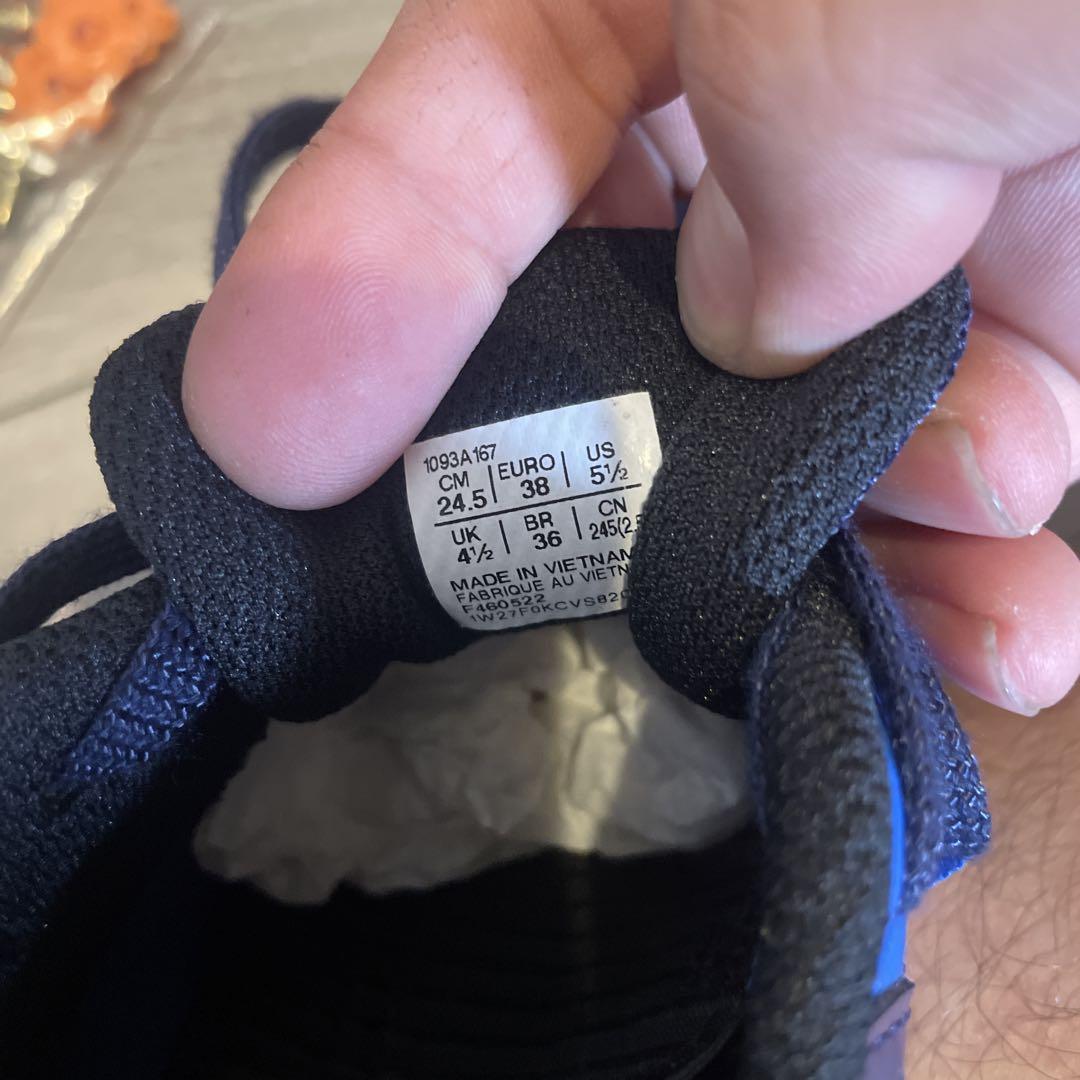 1093A167
CM EURO US
24.5 38 5½
UK BR CN
4½ 36 245(2.5
MADE IN VIETNAM
FABRIQUE AU VIETN
F460522